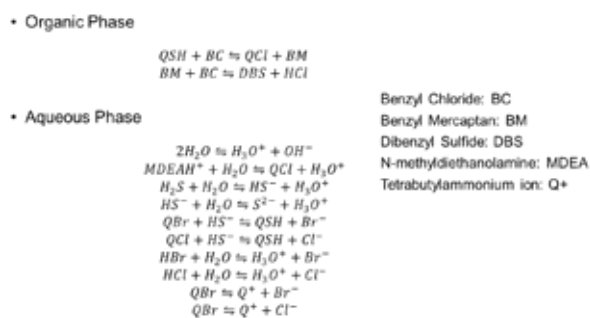 • Organic Phase
QSH + BC ⇋ QCl + BM
BM + BC ⇋ DBS + HCl
• Aqueous Phase
2H₂O ⇋ H₃O⁺ + OH⁻
MDEAH⁺ + H₂O ⇋ QCl + H₃O⁺
H₂S + H₂O ⇋ HS⁻ + H₃O⁺
HS⁻ + H₂O ⇋ S²⁻ + H₃O⁺
QBr + HS⁻ ⇋ QSH + Br⁻
QCl + HS⁻ ⇋ QSH + Cl⁻
HBr + H₂O ⇋ H₃O⁺ + Br⁻
HCl + H₂O ⇋ H₃O⁺ + Cl⁻
QBr ⇋ Q⁺ + Br⁻
QBr ⇋ Q⁺ + Cl⁻
Benzyl Chloride: BC
Benzyl Mercaptan: BM
Dibenzyl Sulfide: DBS
N-methyldiethanolamine: MDEA
Tetrabutylammonium ion: Q+